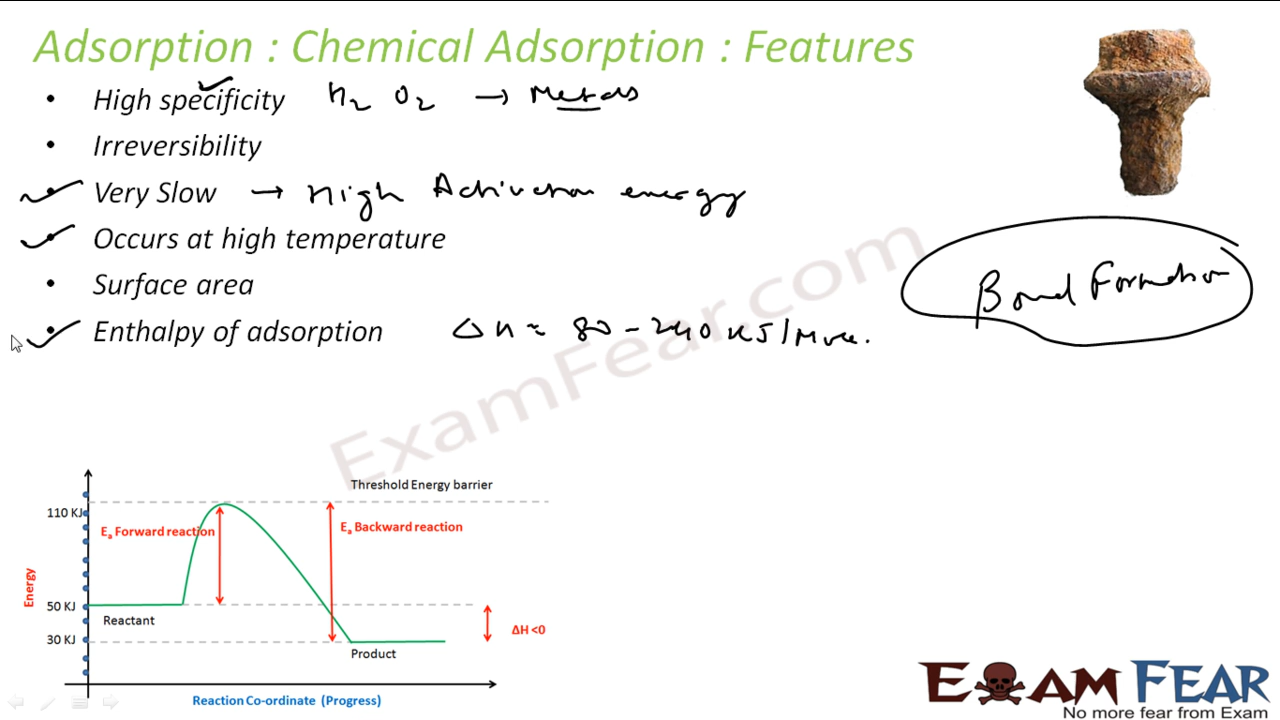 Adsorption : Chemical Adsorption : Features
• High specificity H2 O2 → Metals
• Irreversibility
• Very Slow → High Activation energy
• Occurs at high temperature
• Surface area
• Enthalpy of adsorption ΔH ≈ 80 - 240 KJ/Mole.
Bond Formation
ExamFear.com
Threshold Energy barrier
110 KJ
Ea Forward reaction
Ea Backward reaction
Energy
50 KJ
Reactant
ΔH <0
30 KJ
Product
Reaction Co-ordinate (Progress)
EXAM FEAR
No more fear from Exam